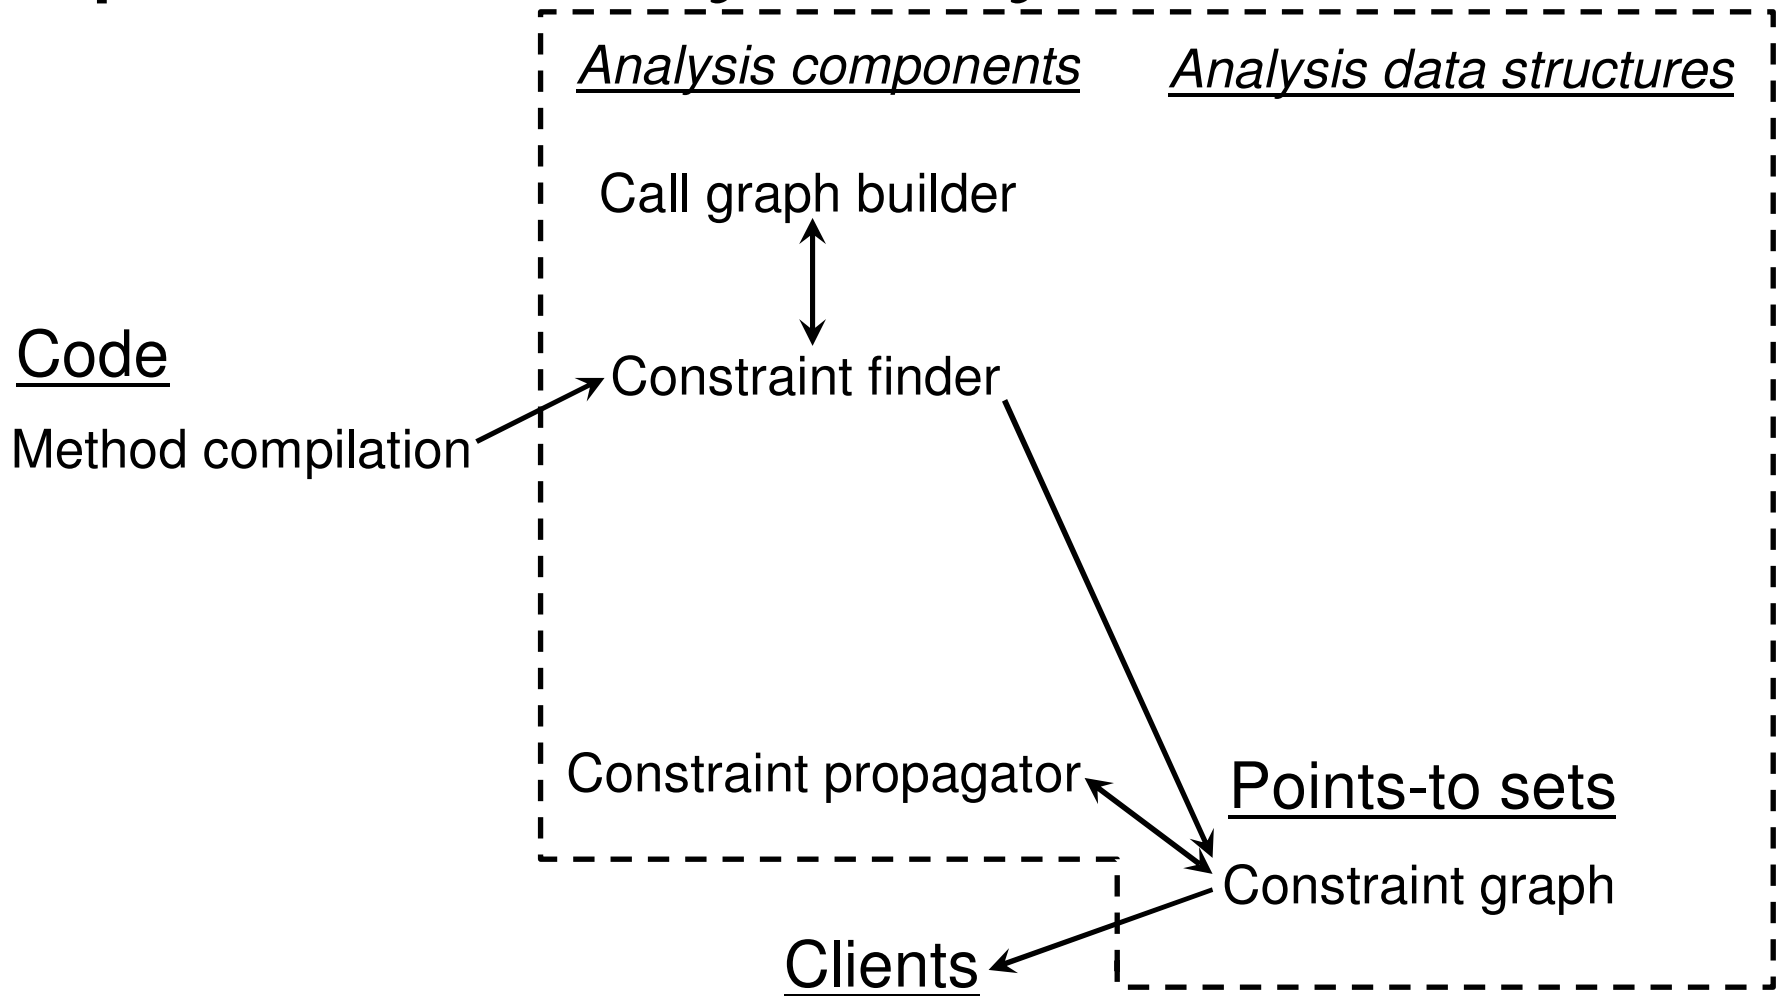 Analysis components
Analysis data structures
Call graph builder
Code
Constraint finder
Method compilation
Constraint propagator
Points-to sets
Constraint graph
Clients